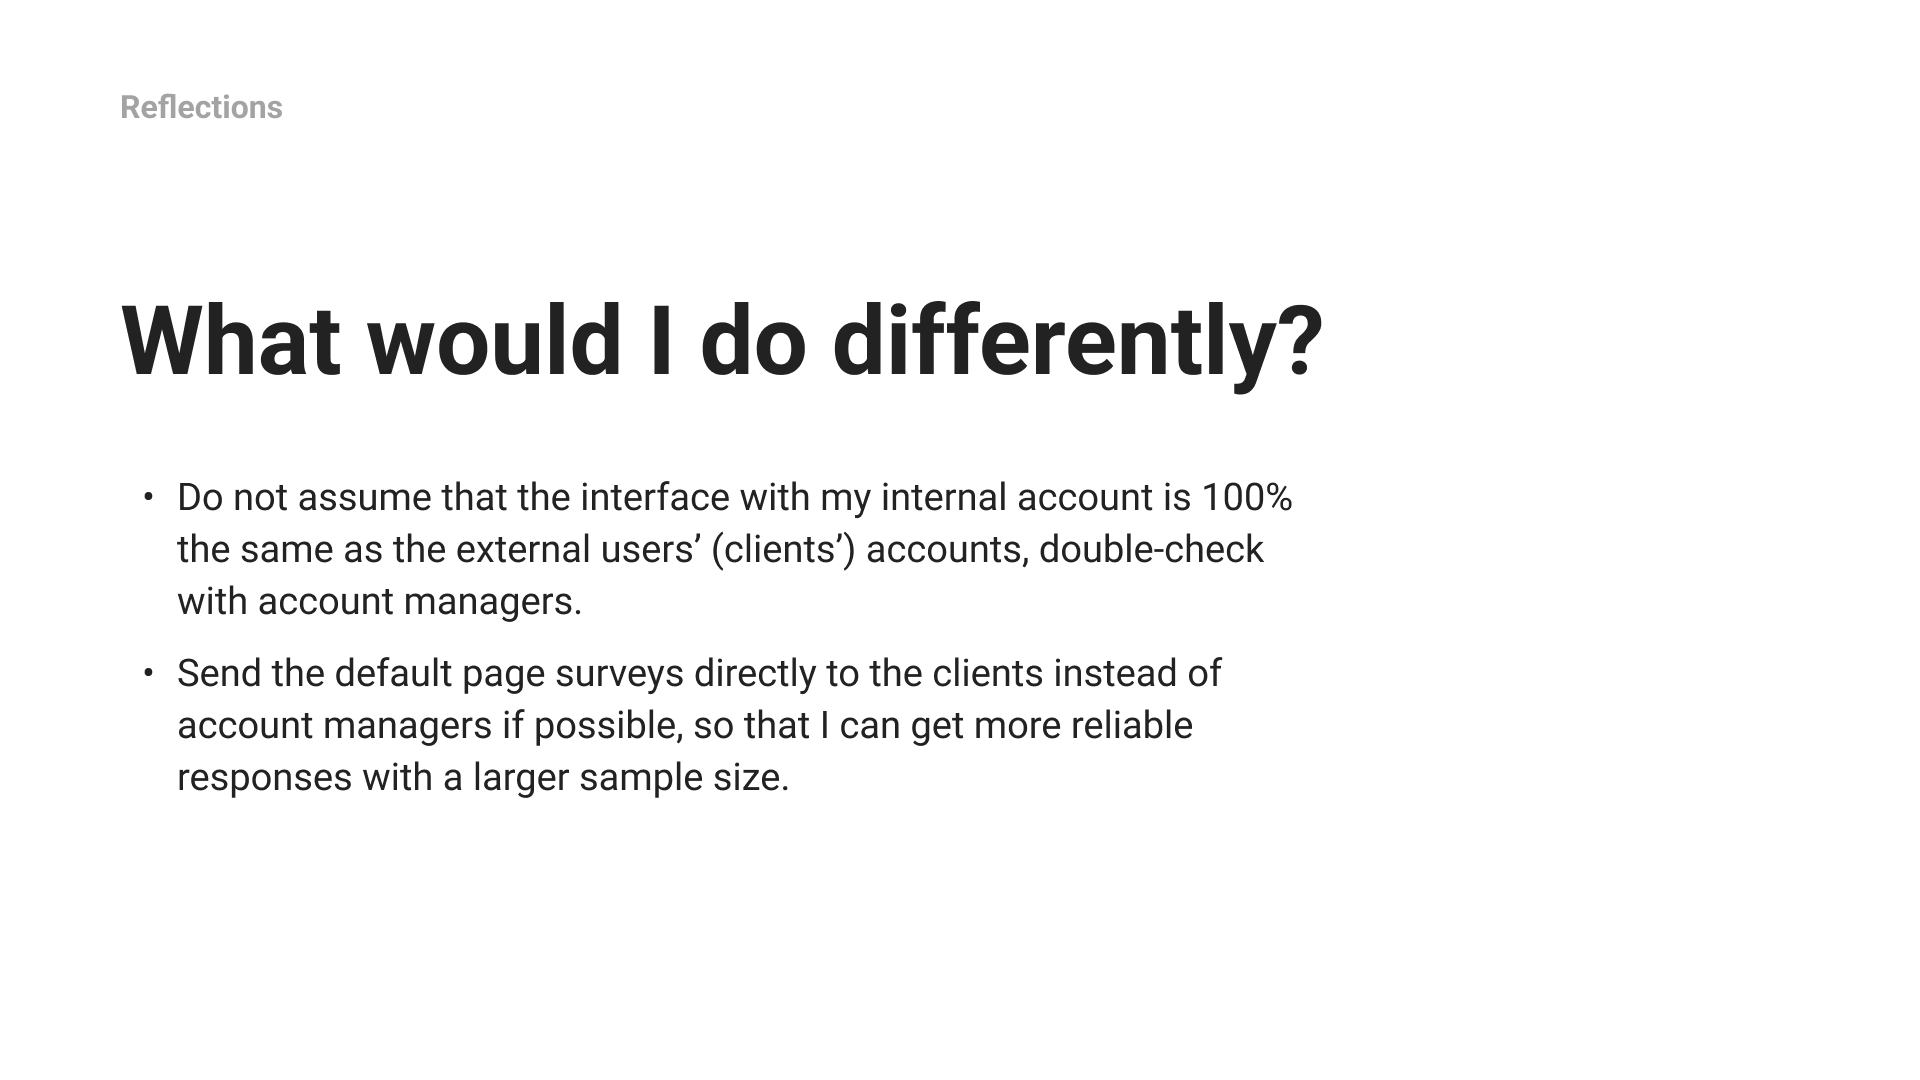 Reflections
What would I do differently?
• Do not assume that the interface with my internal account is 100%
the same as the external users’ (clients’) accounts, double-check
with account managers.
• Send the default page surveys directly to the clients instead of
account managers if possible, so that I can get more reliable
responses with a larger sample size.